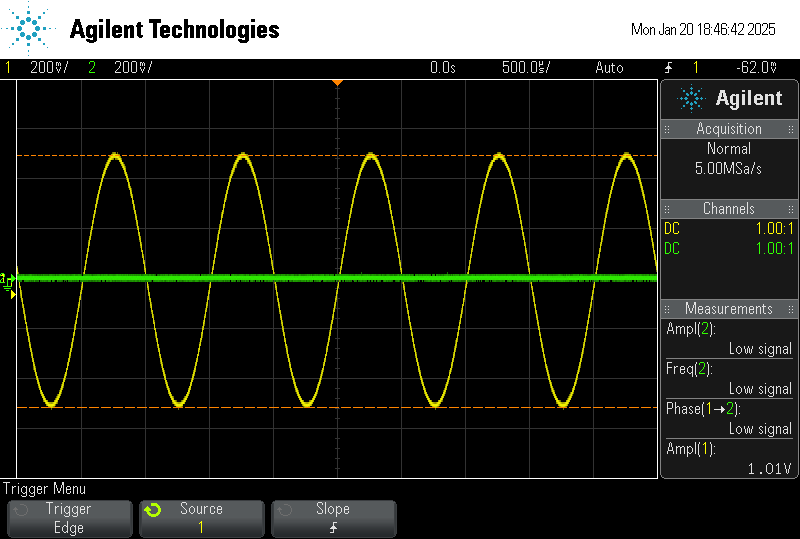 Agilent Technologies
Mon Jan 20 18:46:42 2025
1 200mV/ 2 200mV/ 0.0s 500.0us/ Auto 1 -62.0mV
Agilent
Acquisition
Normal
5.00MSa/s
Channels
DC 1.00:1
DC 1.00:1
Measurements
Ampl(2):
Low signal
Freq(2):
Low signal
Phase(1→2):
Low signal
Ampl(1):
1.01V
Trigger Menu
Trigger
Edge
Source
1
Slope